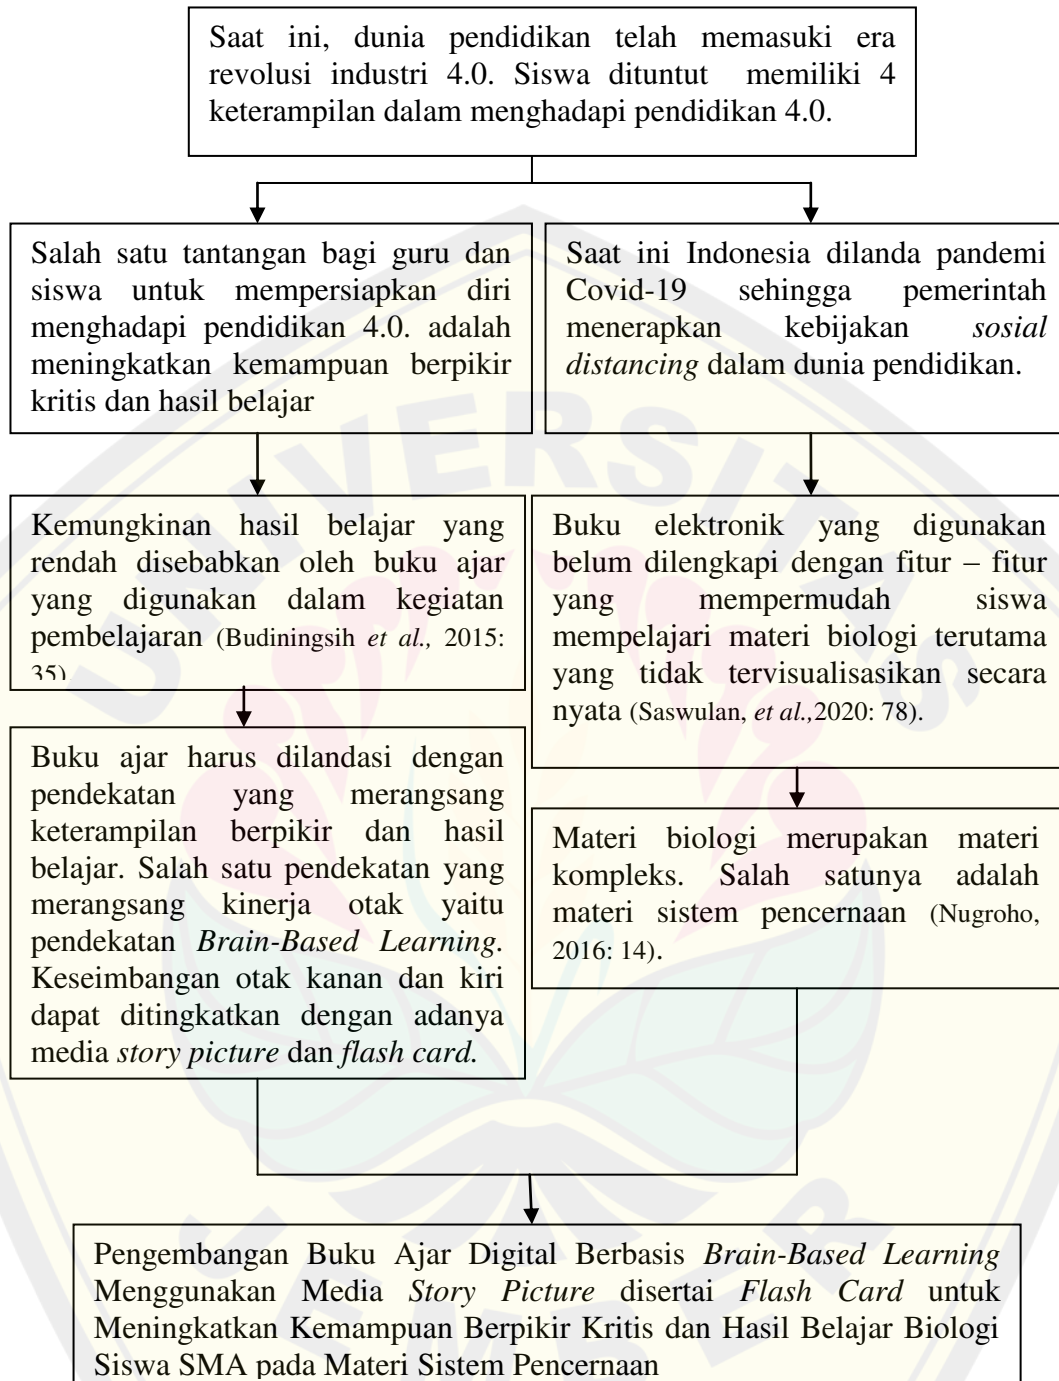 Saat ini, dunia pendidikan telah memasuki era
revolusi industri 4.0. Siswa dituntut memiliki 4
keterampilan dalam menghadapi pendidikan 4.0.
Salah satu tantangan bagi guru dan
siswa untuk mempersiapkan diri
menghadapi pendidikan 4.0. adalah
meningkatkan kemampuan berpikir
kritis dan hasil belajar
Saat ini Indonesia dilanda pandemi
Covid-19 sehingga pemerintah
menerapkan kebijakan sosial
distancing dalam dunia pendidikan.
Kemungkinan hasil belajar yang
rendah disebabkan oleh buku ajar
yang digunakan dalam kegiatan
pembelajaran (Budiningsih et al., 2015:
35).
Buku elektronik yang digunakan
belum dilengkapi dengan fitur – fitur
yang mempermudah siswa
mempelajari materi biologi terutama
yang tidak tervisualisasikan secara
nyata (Saswulan, et al.,2020: 78).
Buku ajar harus dilandasi dengan
pendekatan yang merangsang
keterampilan berpikir dan hasil
belajar. Salah satu pendekatan yang
merangsang kinerja otak yaitu
pendekatan Brain-Based Learning.
Keseimbangan otak kanan dan kiri
dapat ditingkatkan dengan adanya
media story picture dan flash card.
Materi biologi merupakan materi
kompleks. Salah satunya adalah
materi sistem pencernaan (Nugroho,
2016: 14).
Pengembangan Buku Ajar Digital Berbasis Brain-Based Learning
Menggunakan Media Story Picture disertai Flash Card untuk
Meningkatkan Kemampuan Berpikir Kritis dan Hasil Belajar Biologi
Siswa SMA pada Materi Sistem Pencernaan
UNIVERSITAS
JEMBER